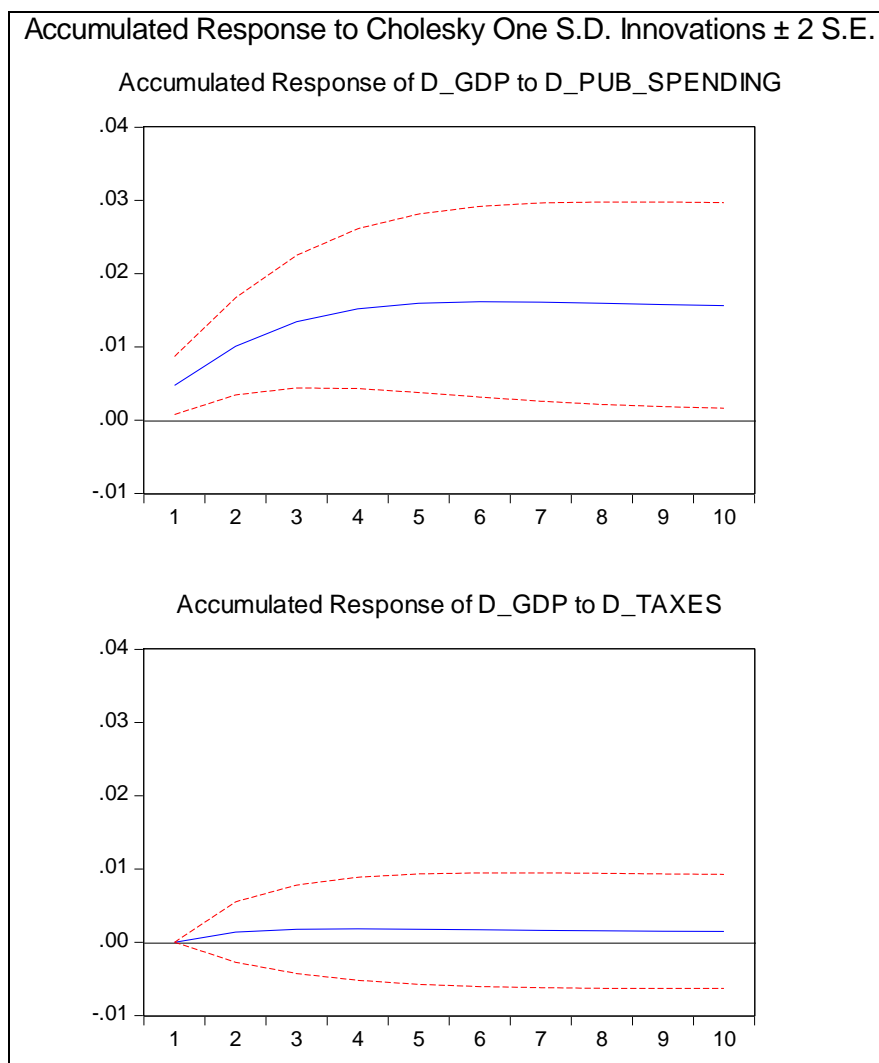 Accumulated Response to Cholesky One S.D. Innovations ± 2 S.E.
Accumulated Response of D_GDP to D_PUB_SPENDING
.04
.03
.02
.01
.00
-.01
1 2 3 4 5 6 7 8 9 10
Accumulated Response of D_GDP to D_TAXES
.04
.03
.02
.01
.00
-.01
1 2 3 4 5 6 7 8 9 10